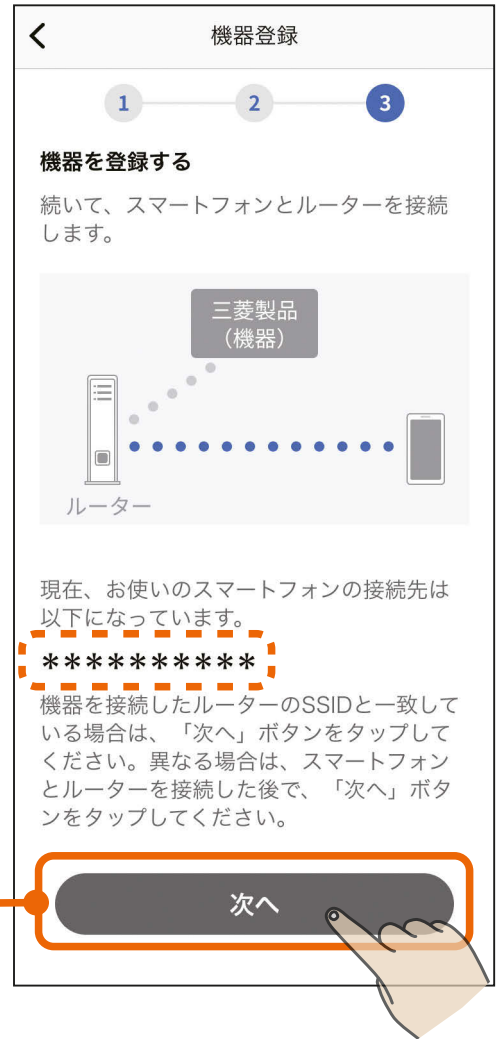 機器登録
1 2 3
機器を登録する
続いて、スマートフォンとルーターを接続
します。
三菱製品
（機器）
ルーター
現在、お使いのスマートフォンの接続先は
以下になっています。
**********
機器を接続したルーターのSSIDと一致して
いる場合は、「次へ」ボタンをタップして
ください。異なる場合は、スマートフォン
とルーターを接続した後で、「次へ」ボタ
ンをタップしてください。
次へ